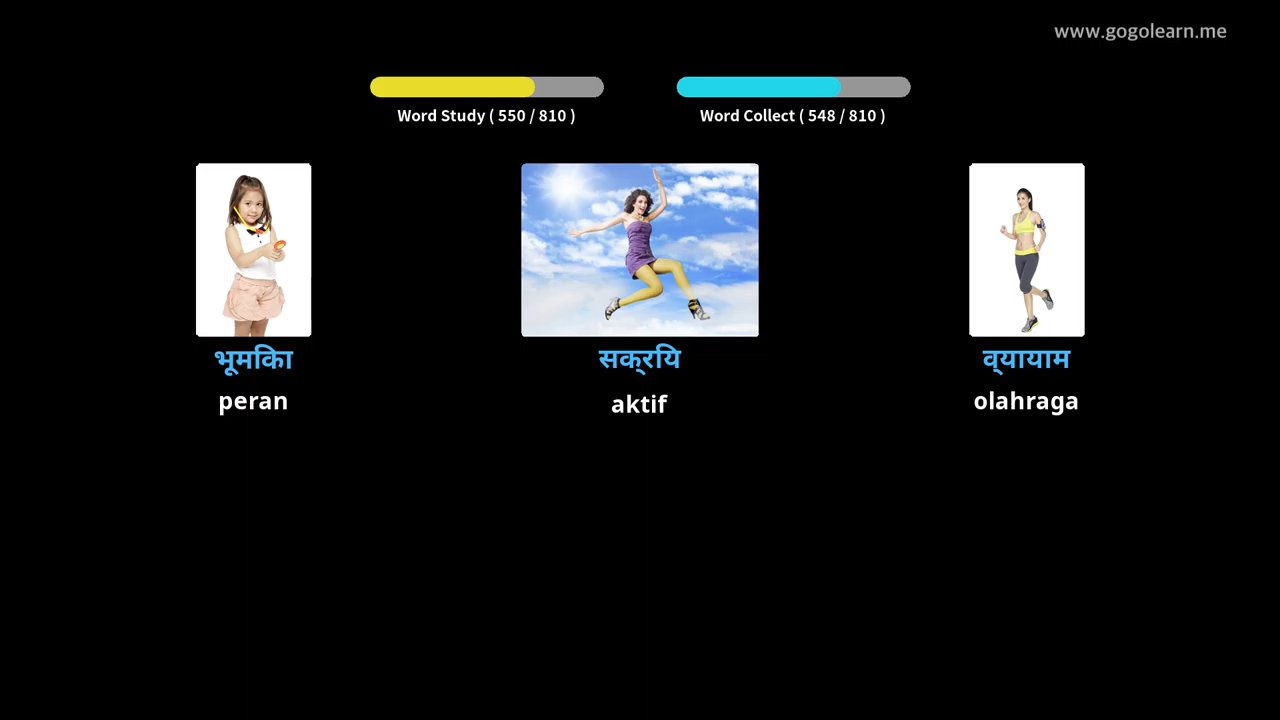 www.gogolearn.me
Word Study ( 550 / 810 )
Word Collect ( 548 / 810 )
भूमिका
peran
सक्रिय
aktif
व्यायाम
olahraga